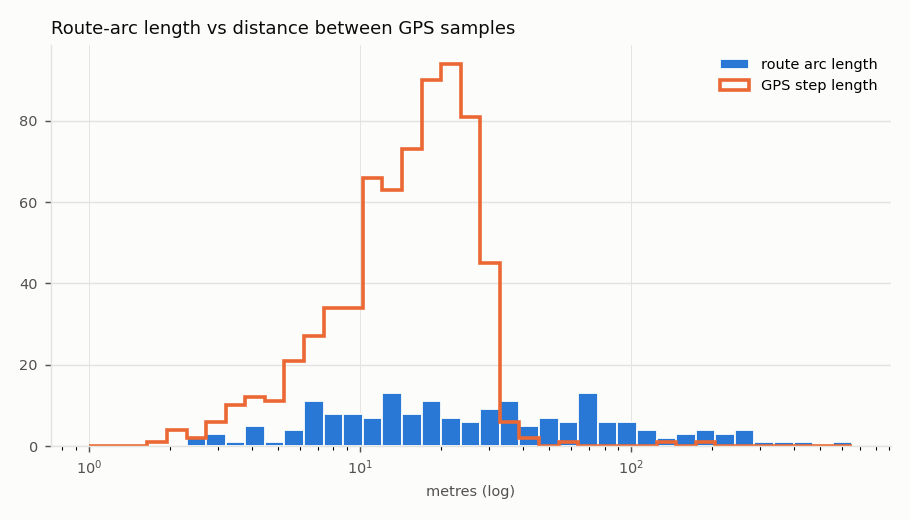 Route-arc length vs distance between GPS samples
route arc length
GPS step length
80
60
40
20
0
10⁰
10¹
10²
metres (log)